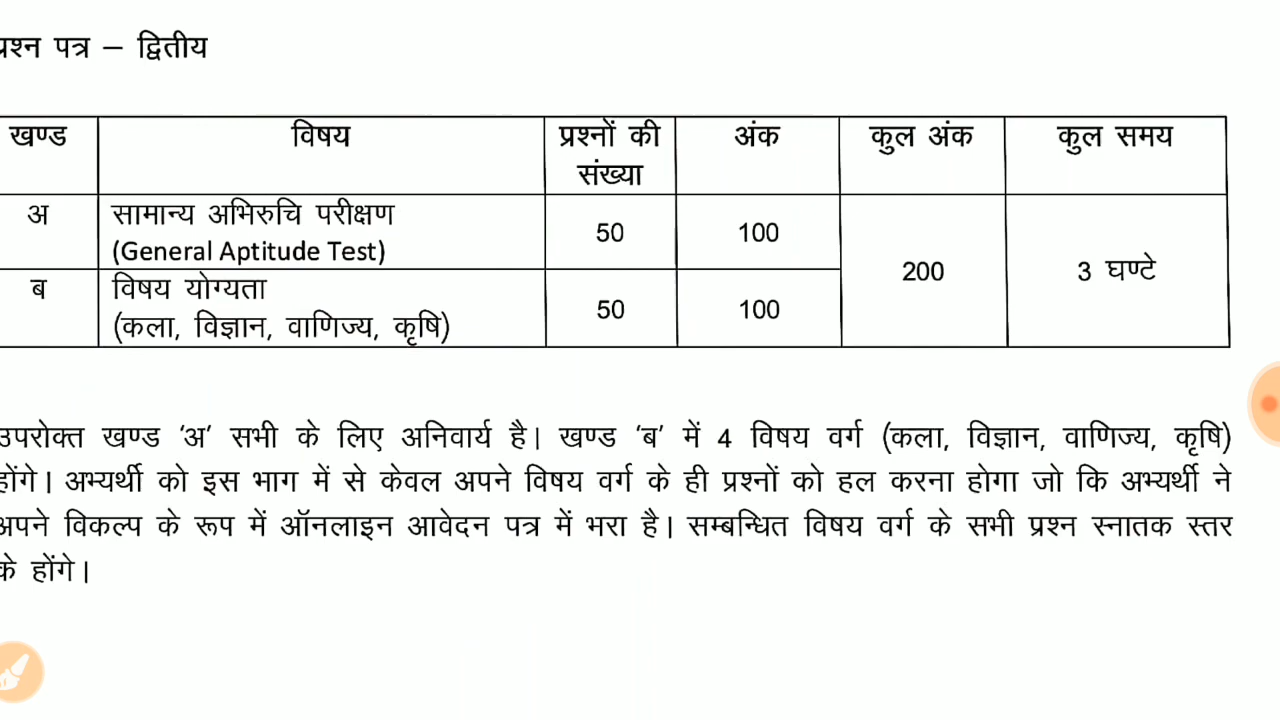 प्रश्न पत्र – द्वितीय
खण्ड विषय प्रश्नों की संख्या अंक कुल अंक कुल समय
अ सामान्य अभिरुचि परीक्षण (General Aptitude Test) 50 100 200 3 घण्टे
ब विषय योग्यता (कला, विज्ञान, वाणिज्य, कृषि) 50 100
उपरोक्त खण्ड ‘अ’ सभी के लिए अनिवार्य है। खण्ड ‘ब’ में 4 विषय वर्ग (कला, विज्ञान, वाणिज्य, कृषि)
होंगे। अभ्यर्थी को इस भाग में से केवल अपने विषय वर्ग के ही प्रश्नों को हल करना होगा जो कि अभ्यर्थी ने
अपने विकल्प के रूप में ऑनलाइन आवेदन पत्र में भरा है। सम्बन्धित विषय वर्ग के सभी प्रश्न स्नातक स्तर
के होंगे।